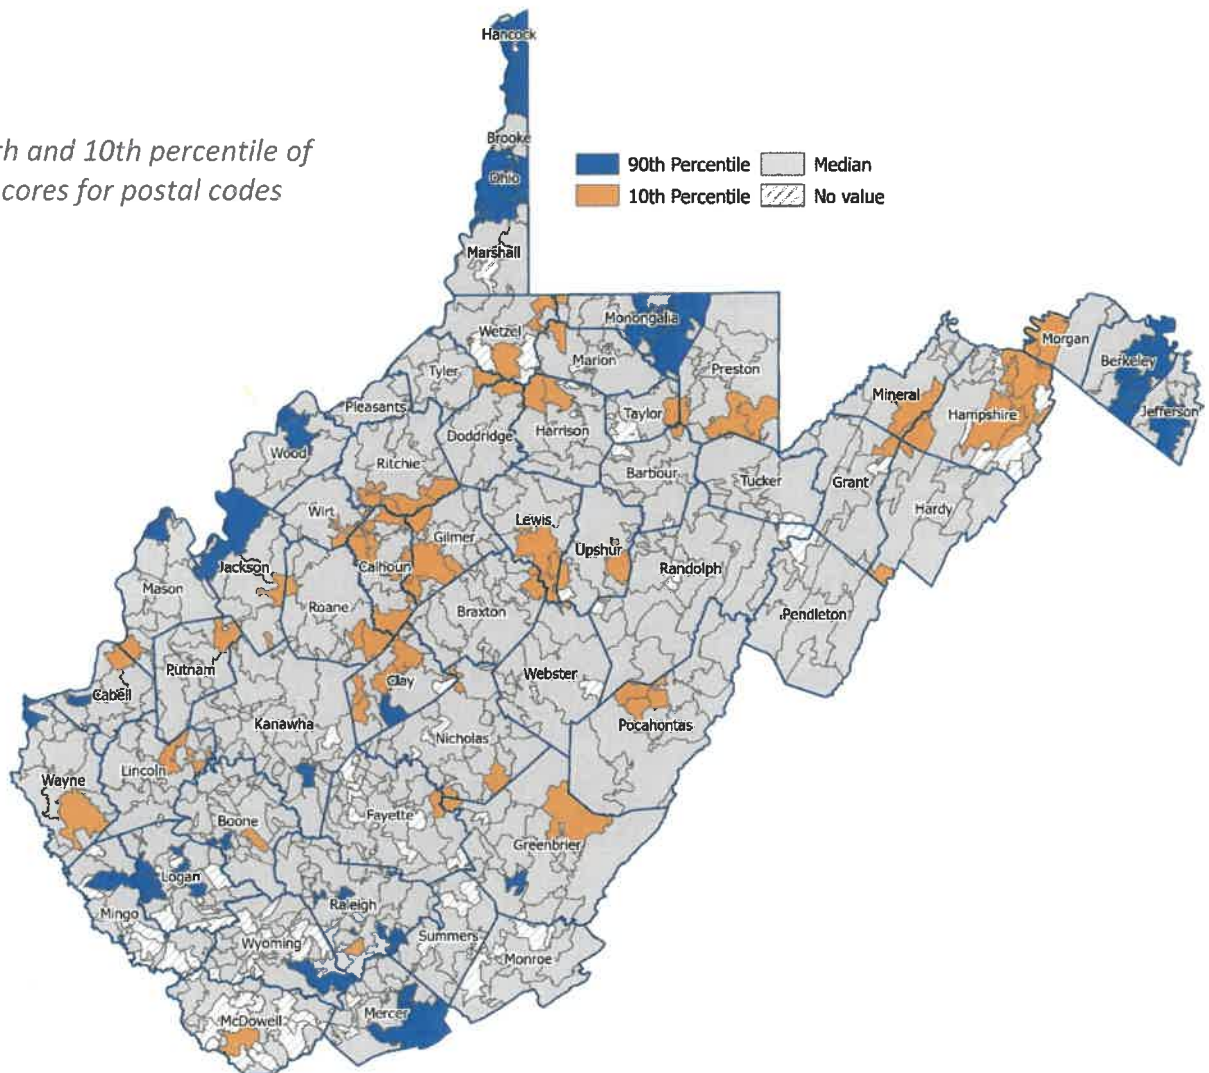 Hancock
Brooke
th and 10th percentile of
cores for postal codes
90th Percentile Median
10th Percentile No value
Ohio
Marshall
Monongalia
Wetzel
Marion
Morgan
Berkeley
Tyler
Preston
Mineral
Jefferson
Pleasants
Taylor
Hampshire
Doddridge
Harrison
Wood
Ritchie
Barbour
Tucker
Grant
Hardy
Wirt
Lewis
Gilmer
Upshur
Jackson
Calhoun
Randolph
Mason
Roane
Braxton
Pendleton
Putnam
Clay
Webster
Cabell
Kanawha
Pocahontas
Nicholas
Lincoln
Wayne
Boone
Fayette
Greenbrier
Logan
Raleigh
Mingo
Summers
Wyoming
Monroe
McDowell
Mercer